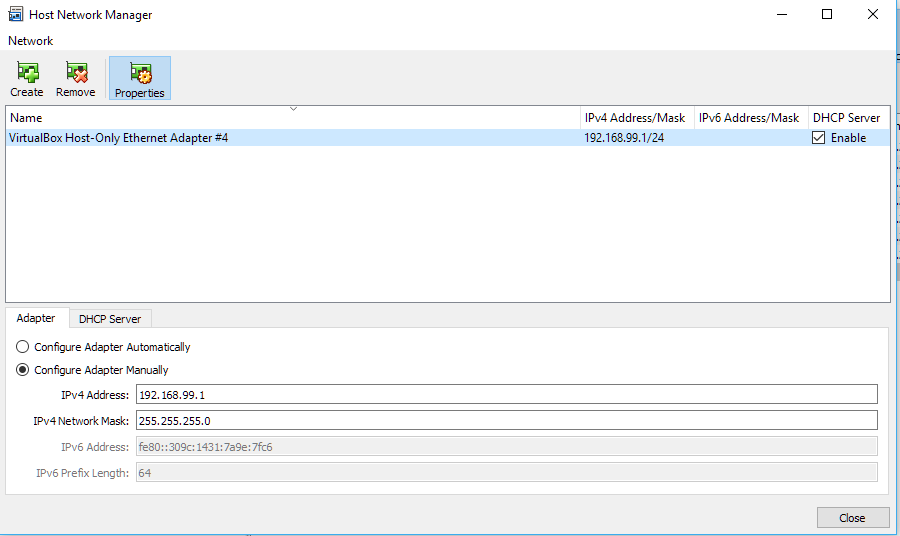 Host Network Manager
Network
Create Remove Properties
Name IPv4 Address/Mask IPv6 Address/Mask DHCP Server
VirtualBox Host-Only Ethernet Adapter #4 192.168.99.1/24 Enable
Adapter DHCP Server
Configure Adapter Automatically
Configure Adapter Manually
IPv4 Address: 192.168.99.1
IPv4 Network Mask: 255.255.255.0
IPv6 Address: fe80::309c:1431:7a9e:7fc6
IPv6 Prefix Length: 64
Close